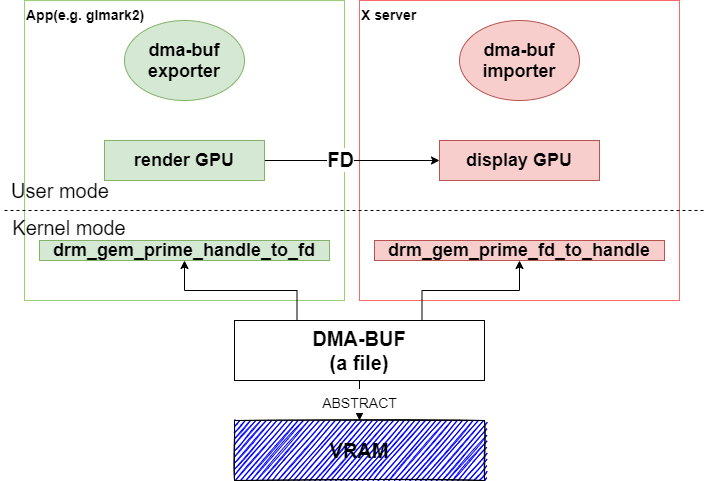 App(e.g. glmark2)
X server
dma-buf
exporter
dma-buf
importer
render GPU
FD
display GPU
User mode
Kernel mode
drm_gem_prime_handle_to_fd
drm_gem_prime_fd_to_handle
DMA-BUF
(a file)
ABSTRACT
VRAM